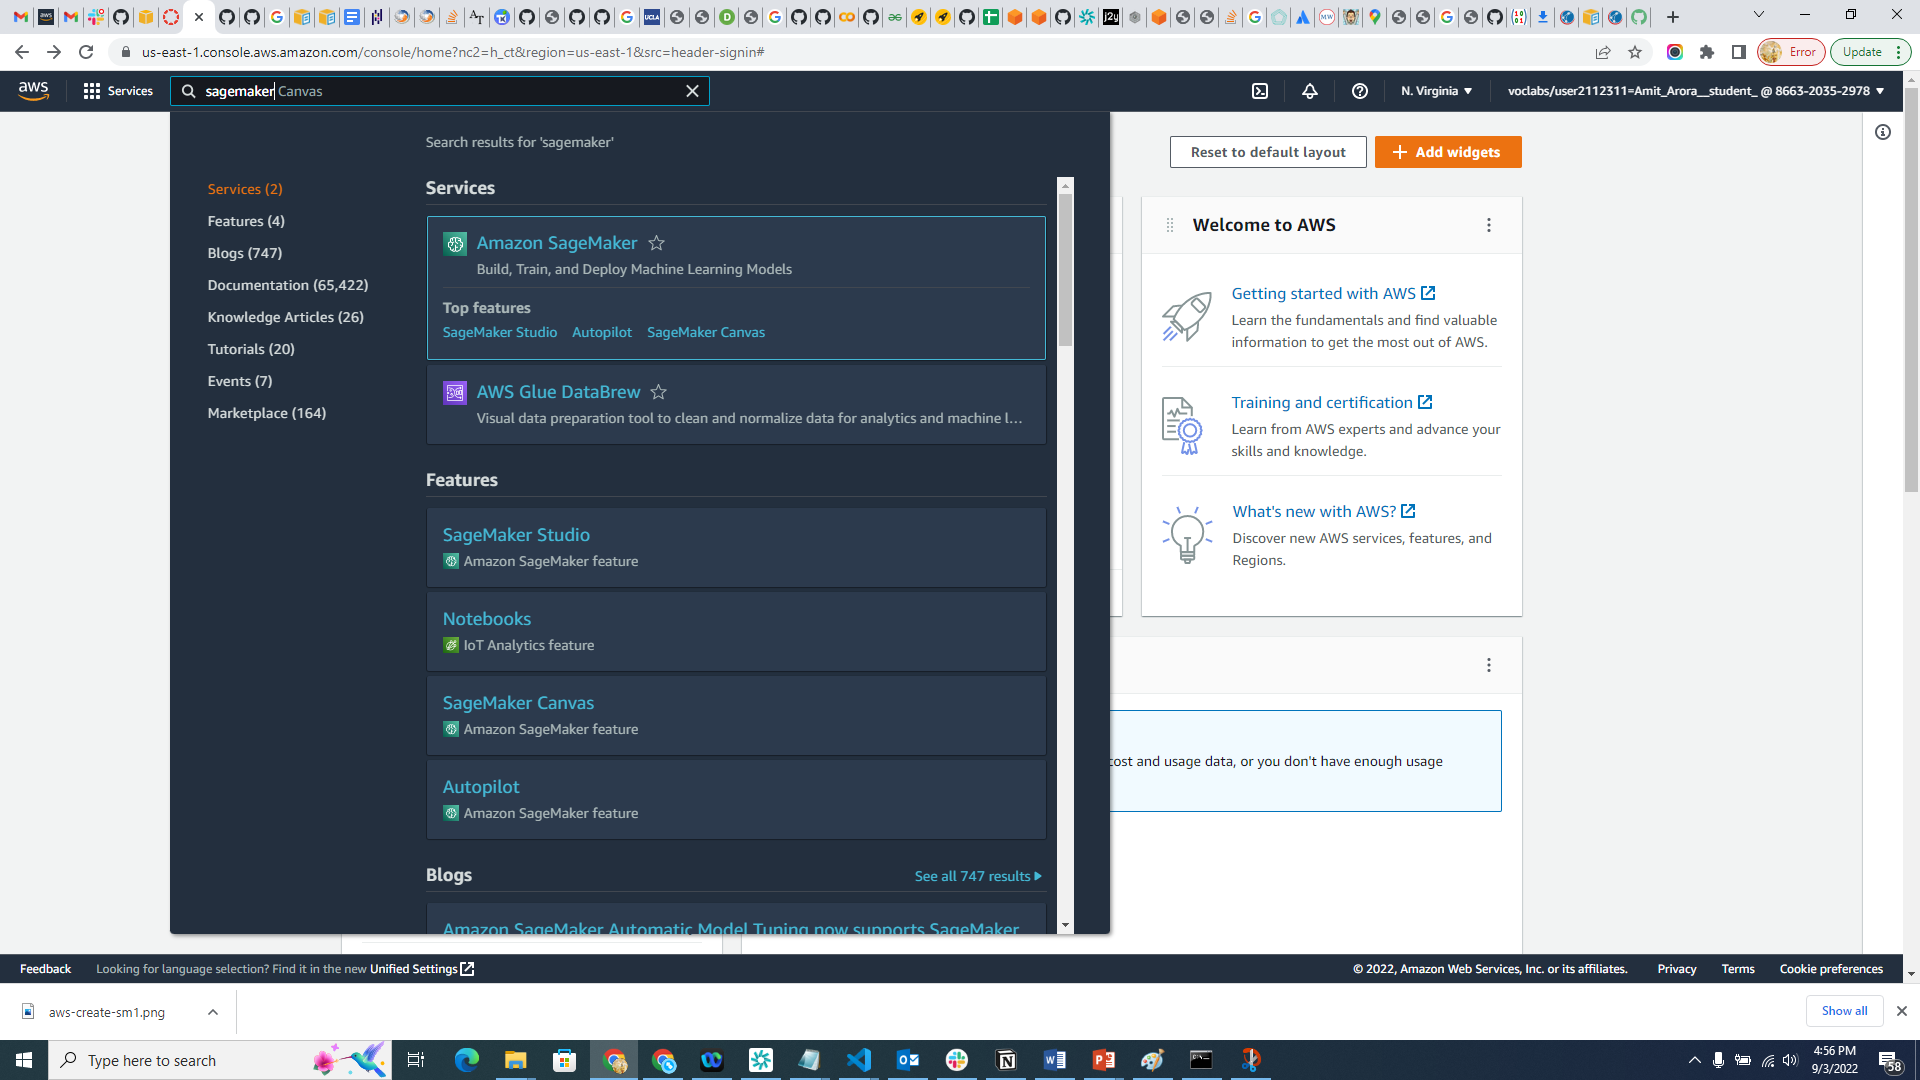 us-east-1.console.aws.amazon.com/console/home?nc2=h_ct&region=us-east-1&src=header-signin#
Error
Update
aws
Services
sagemaker Canvas
N. Virginia
voclabs/user2112311=Amit_Arora__student_ @ 8663-2035-2978
Search results for 'sagemaker'
Reset to default layout
Add widgets
Services (2)
Features (4)
Blogs (747)
Documentation (65,422)
Knowledge Articles (26)
Tutorials (20)
Events (7)
Marketplace (164)
Services
Amazon SageMaker
Build, Train, and Deploy Machine Learning Models
Top features
SageMaker Studio Autopilot SageMaker Canvas
AWS Glue DataBrew
Visual data preparation tool to clean and normalize data for analytics and machine l...
Features
SageMaker Studio
Amazon SageMaker feature
Notebooks
IoT Analytics feature
SageMaker Canvas
Amazon SageMaker feature
Autopilot
Amazon SageMaker feature
Blogs
See all 747 results
Amazon SageMaker Automatic Model Tuning now supports SageMaker
Welcome to AWS
Getting started with AWS
Learn the fundamentals and find valuable
information to get the most out of AWS.
Training and certification
Learn from AWS experts and advance your
skills and knowledge.
What's new with AWS?
Discover new AWS services, features, and
Regions.
cost and usage data, or you don't have enough usage
Feedback
Looking for language selection? Find it in the new Unified Settings
© 2022, Amazon Web Services, Inc. or its affiliates.
Privacy
Terms
Cookie preferences
aws-create-sm1.png
Show all
Type here to search
4:56 PM
9/3/2022
58